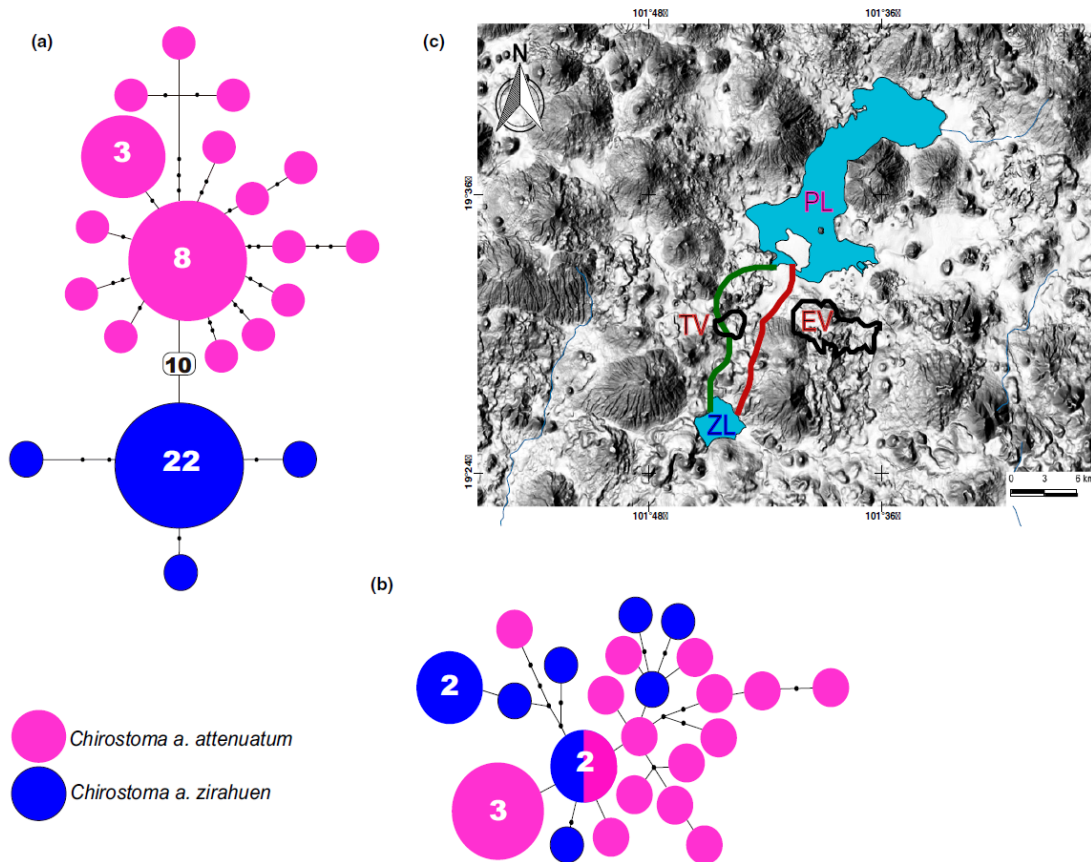 (a)
(c)
101°48▯
101°36▯
N
3
8
10
22
19°36▯
PL
TV
EV
ZL
19°24▯
0 3 6 km
101°48▯
101°36▯
(b)
2
2
3
Chirostoma a. attenuatum
Chirostoma a. zirahuen